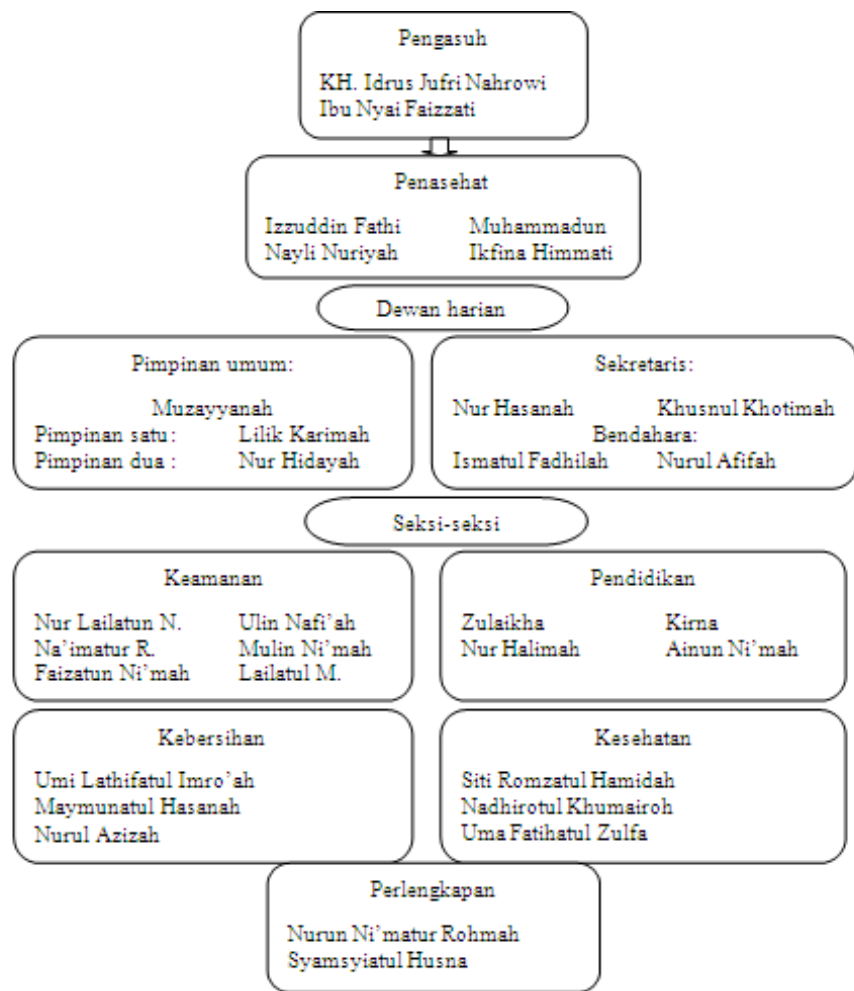 Pengasuh
KH. Idrus Jufri Nahrowi
Ibu Nyai Faizzati
Penasehat
Izzuddin Fathi Muhammadun
Nayli Nuriyah Ikfina Himmati
Dewan harian
Pimpinan umum:
Muzayyanah
Pimpinan satu : Lilik Karimah
Pimpinan dua : Nur Hidayah
Sekretaris:
Nur Hasanah Khusnul Khotimah
Bendahara:
Ismatul Fadhilah Nurul Afifah
Seksi-seksi
Keamanan
Nur Lailatun N. Ulin Nafi’ah
Na’imatur R. Mulin Ni’mah
Faizatun Ni’mah Lailatul M.
Pendidikan
Zulaikha Kirna
Nur Halimah Ainun Ni’mah
Kebersihan
Umi Lathifatul Imro’ah
Maymunatul Hasanah
Nurul Azizah
Kesehatan
Siti Romzatul Hamidah
Nadhirotul Khumairoh
Uma Fatihatul Zulfa
Perlengkapan
Nurun Ni’matur Rohmah
Syamsyiatul Husna